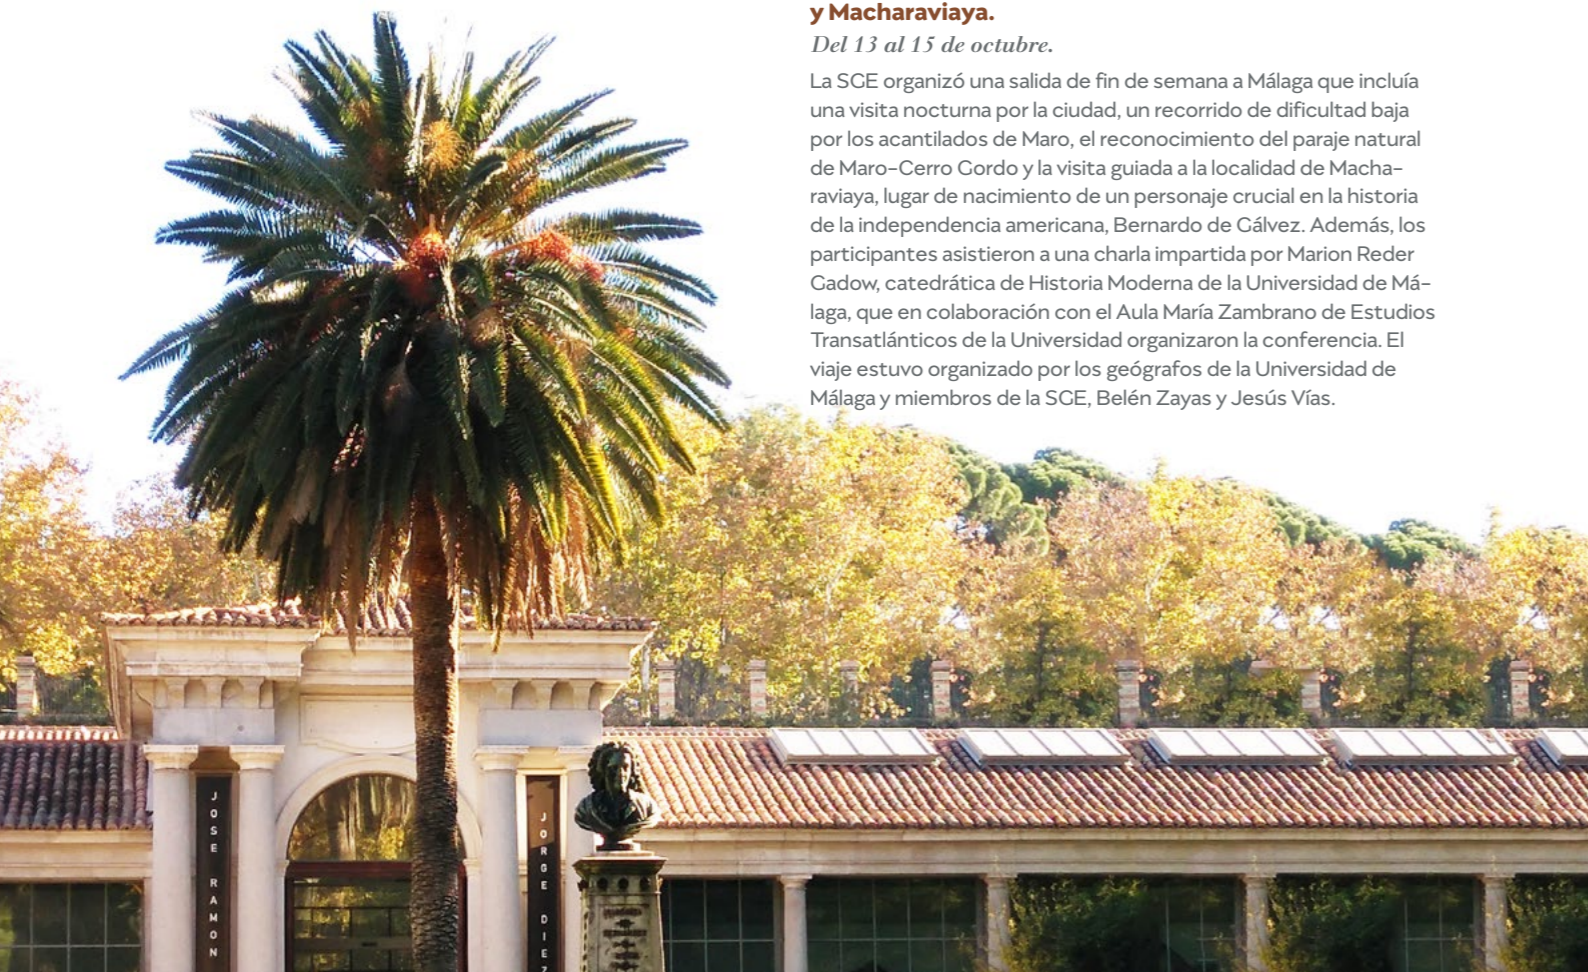 y Macharaviaya.
Del 13 al 15 de octubre.
La SGE organizó una salida de fin de semana a Málaga que incluía
una visita nocturna por la ciudad, un recorrido de dificultad baja
por los acantilados de Maro, el reconocimiento del paraje natural
de Maro-Cerro Gordo y la visita guiada a la localidad de Macha-
raviaya, lugar de nacimiento de un personaje crucial en la historia
de la independencia americana, Bernardo de Gálvez. Además, los
participantes asistieron a una charla impartida por Marion Reder
Gadow, catedrática de Historia Moderna de la Universidad de Má-
laga, que en colaboración con el Aula María Zambrano de Estudios
Transatlánticos de la Universidad organizaron la conferencia. El
viaje estuvo organizado por los geógrafos de la Universidad de
Málaga y miembros de la SGE, Belén Zayas y Jesús Vías.
JOSE RAMON
JORGE DIEZ